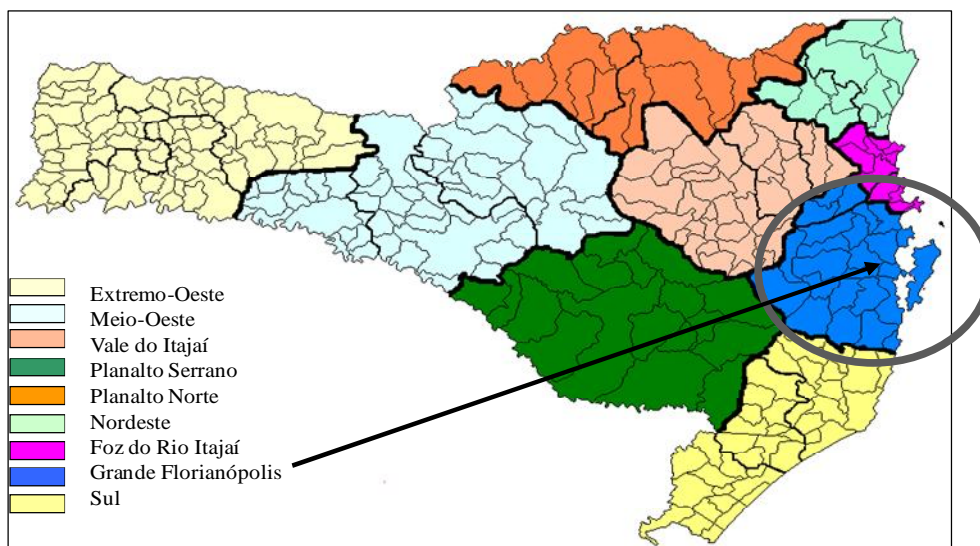 Extremo-Oeste
Meio-Oeste
Vale do Itajaí
Planalto Serrano
Planalto Norte
Nordeste
Foz do Rio Itajaí
Grande Florianópolis
Sul